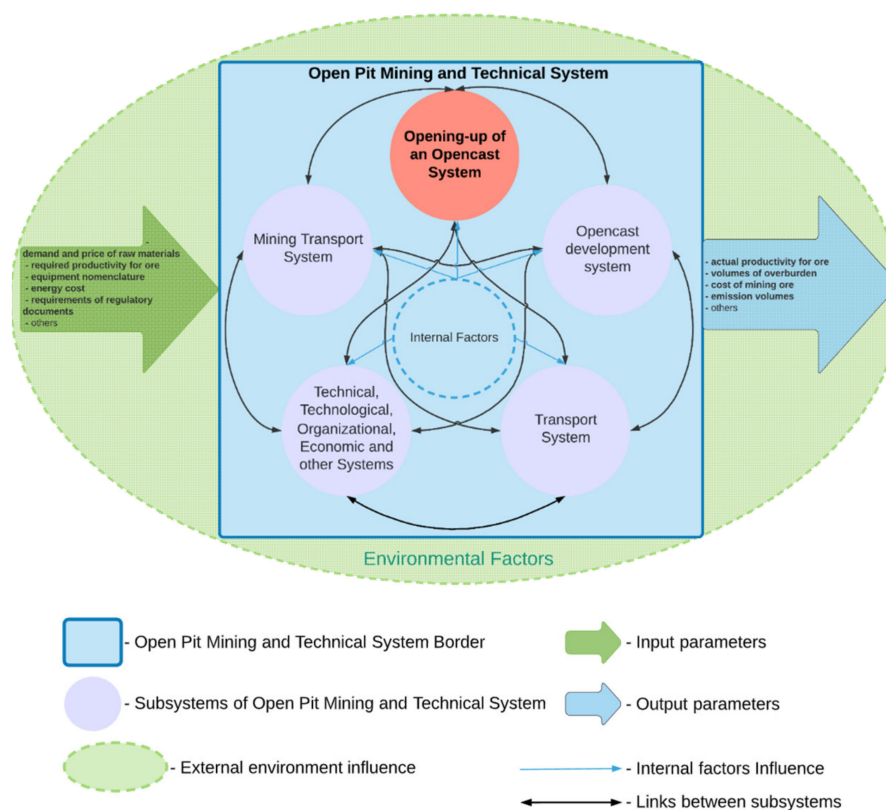 Open Pit Mining and Technical System
Opening-up of
an Opencast
System
Mining Transport
System
Opencast
development
system
-
demand and price of raw materials
- required productivity for ore
- equipment nomenclature
- energy cost
- requirements of regulatory
documents
- others
- actual productivity for ore
- volumes of overburden
- cost of mining ore
- emission volumes
- others
Internal Factors
Technical,
Technological,
Organizational,
Economic and
other Systems
Transport
System
Environmental Factors
- Open Pit Mining and Technical System Border
- Input parameters
- Subsystems of Open Pit Mining and Technical System
- Output parameters
- External environment influence
- Internal factors Influence
- Links between subsystems